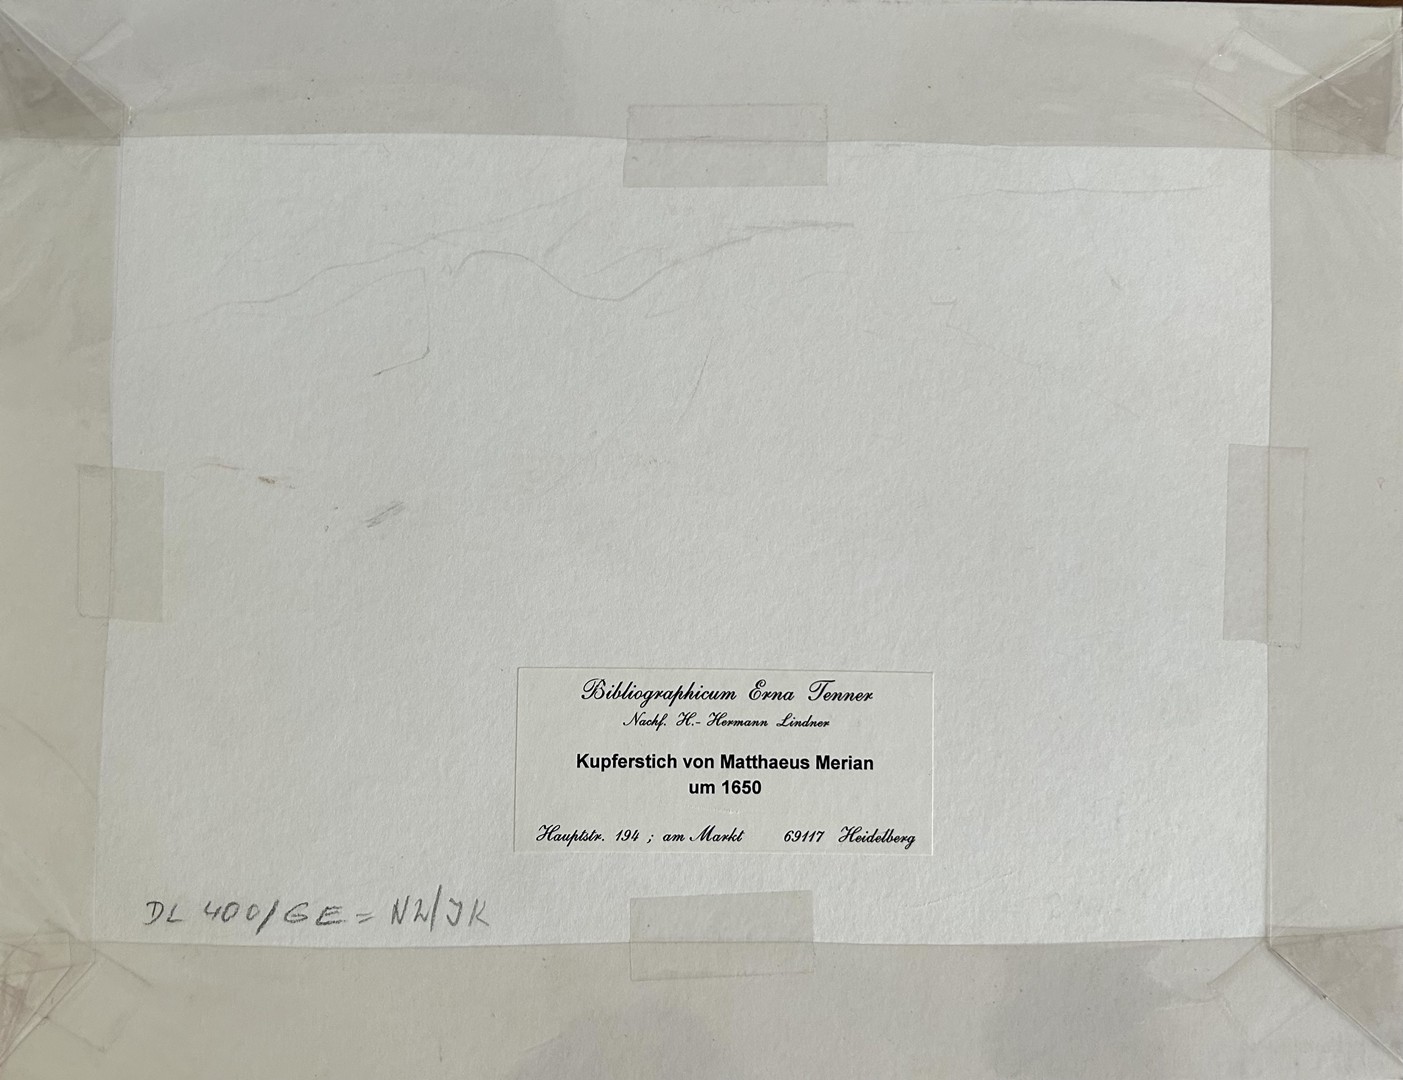 Bibliographicum Erna Tenner
Nachf. H.- Hermann Lindner
Kupferstich von Matthaeus Merian
um 1650
Hauptstr. 194 ; am Markt 69117 Heidelberg
DL 400/GE = NW/JK